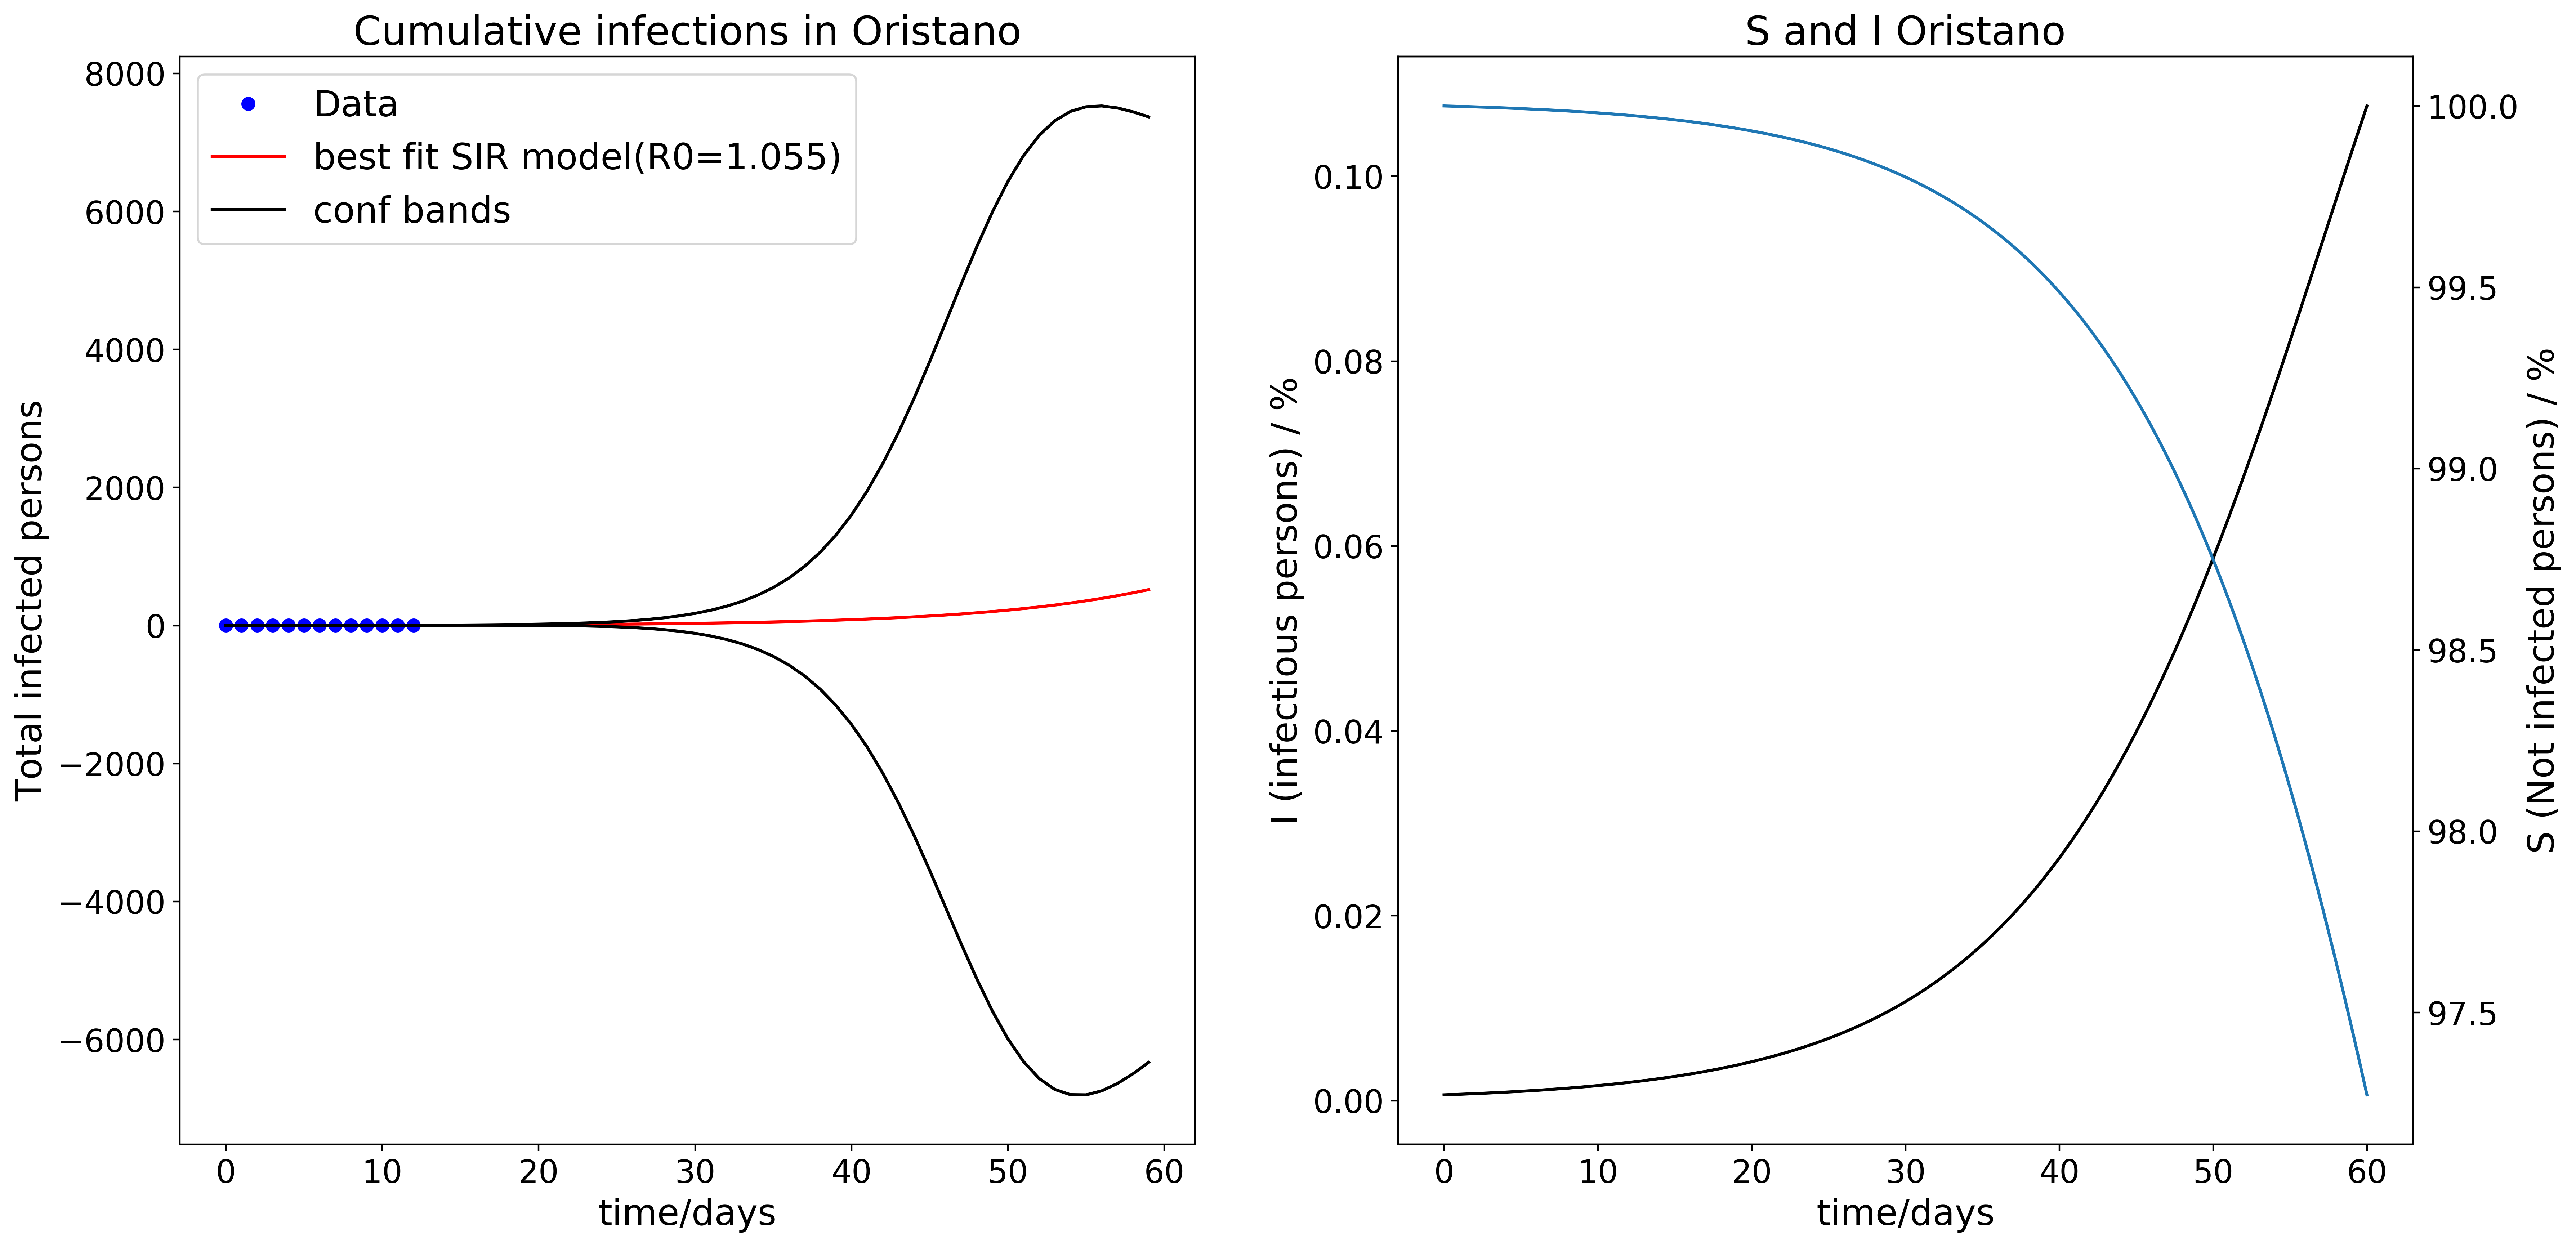 Cumulative infections in Oristano
8000
6000
4000
2000
0
−2000
−4000
−6000
Total infected persons
Data
best fit SIR model(R0=1.055)
conf bands
0 10 20 30 40 50 60
time/days
S and I Oristano
0.10
0.08
0.06
0.04
0.02
0.00
I (infectious persons) / %
100.0
99.5
99.0
98.5
98.0
97.5
S (Not infected persons) / %
0 10 20 30 40 50 60
time/days